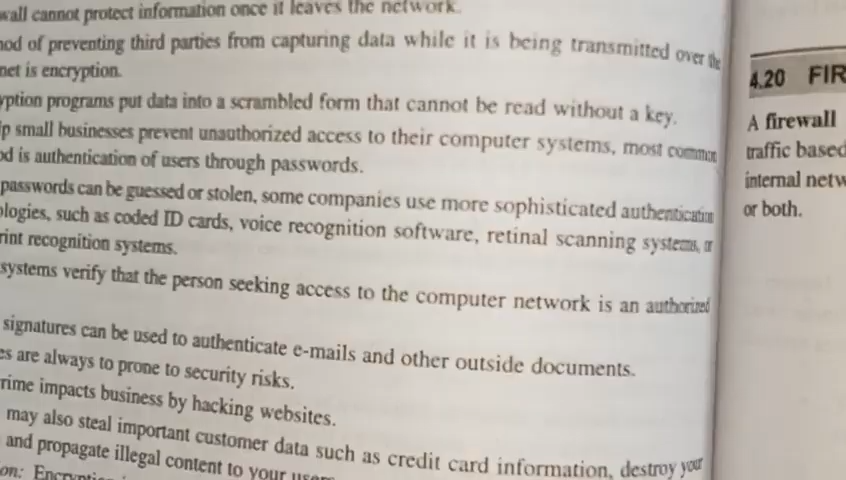 wall cannot protect information once it leaves the network.
nod of preventing third parties from capturing data while it is being transmitted over the
net is encryption.
yption programs put data into a scrambled form that cannot be read without a key.
p small businesses prevent unauthorized access to their computer systems, most common
od is authentication of users through passwords.
passwords can be guessed or stolen, some companies use more sophisticated authentication
ologies, such as coded ID cards, voice recognition software, retinal scanning systems, or
rint recognition systems.
systems verify that the person seeking access to the computer network is an authorized
signatures can be used to authenticate e-mails and other outside documents.
es are always to prone to security risks.
rime impacts business by hacking websites.
may also steal important customer data such as credit card information, destroy your
and propagate illegal content to your users
on: Encryption
4.20 FIR
A firewall
traffic based
internal netw
or both.